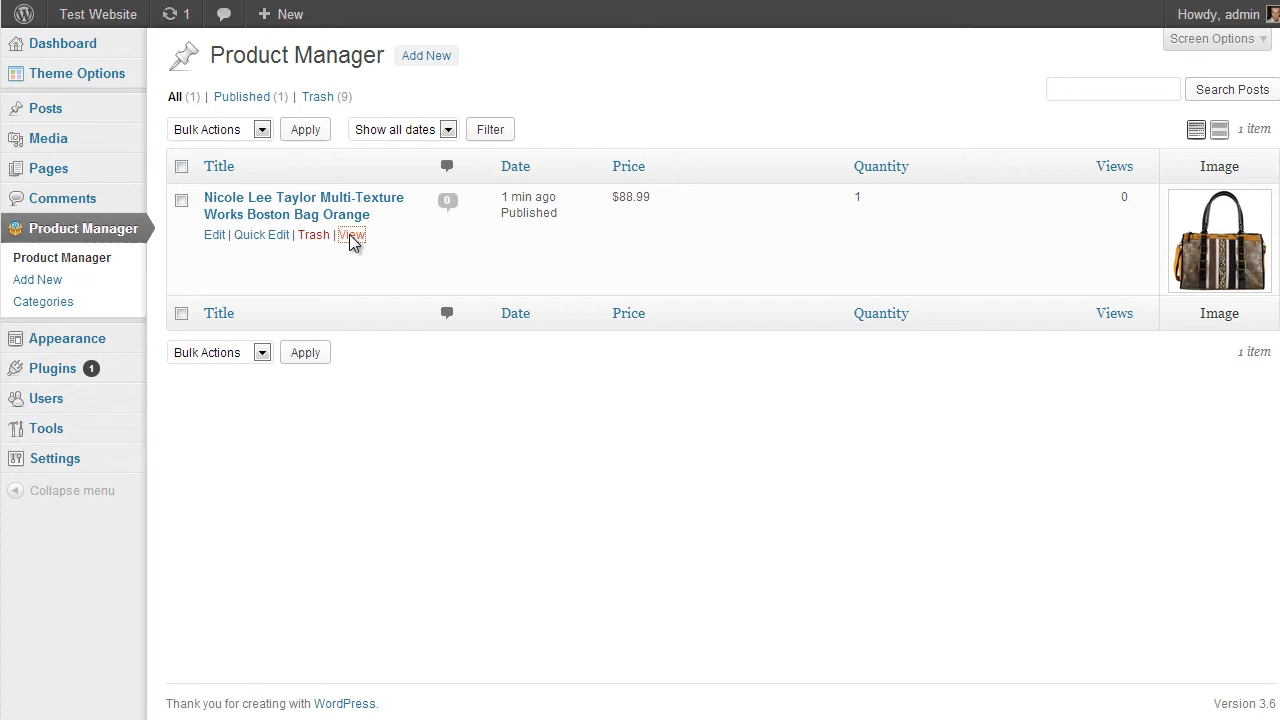 Test Website
1
New
Howdy, admin
Screen Options
Dashboard
Theme Options
Posts
Media
Pages
Comments
Product Manager
Product Manager
Add New
Categories
Appearance
Plugins 1
Users
Tools
Settings
Collapse menu
Product Manager Add New
All (1) | Published (1) | Trash (9)
Search Posts
Bulk Actions Apply Show all dates Filter 1 item
Title Date Price Quantity Views Image
Nicole Lee Taylor Multi-Texture
Works Boston Bag Orange
Edit | Quick Edit | Trash | View
0
1 min ago
Published
$88.99
1
0
Title Date Price Quantity Views Image
Bulk Actions Apply 1 item
Thank you for creating with WordPress.
Version 3.6